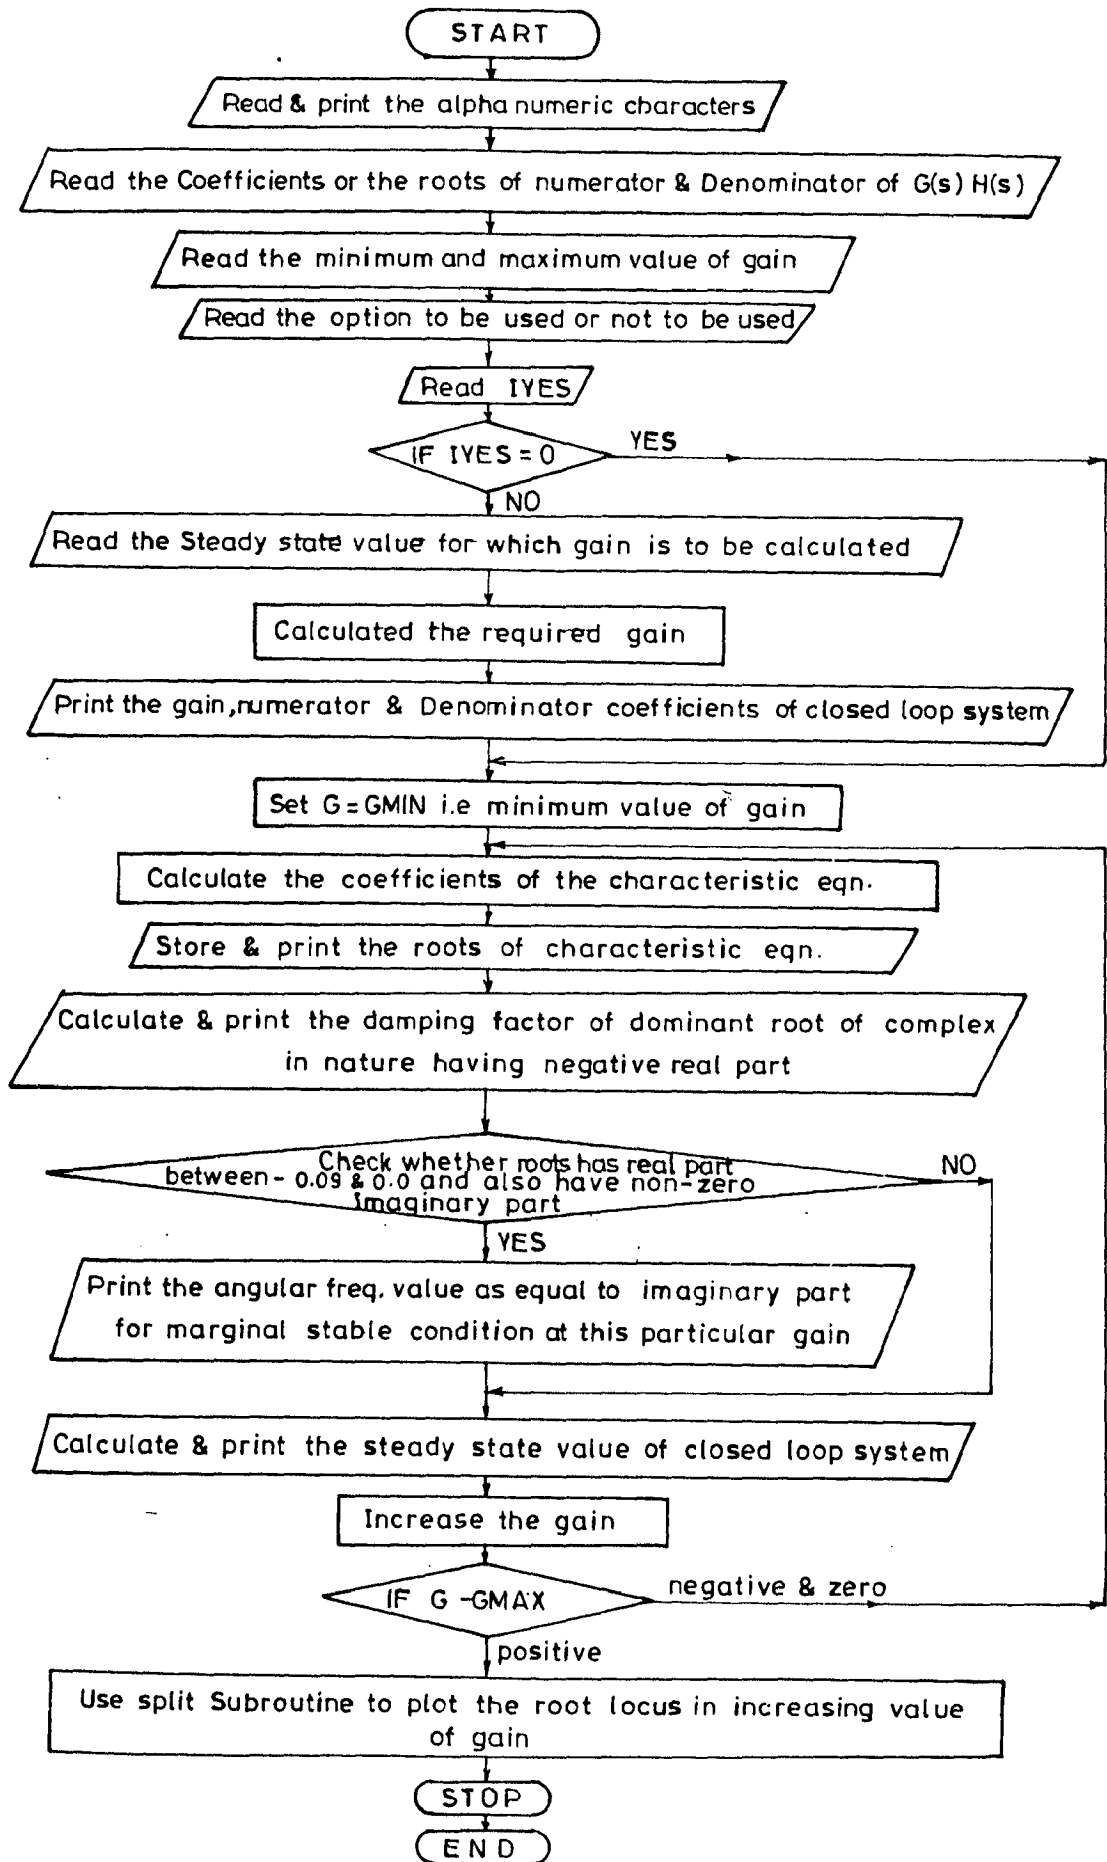 START
Read & print the alpha numeric characters
Read the Coefficients or the roots of numerator & Denominator of G(s) H(s)
Read the minimum and maximum value of gain
Read the option to be used or not to be used
Read IYES
IF IYES = 0
YES
NO
Read the Steady state value for which gain is to be calculated
Calculated the required gain
Print the gain, numerator & Denominator coefficients of closed loop system
Set G = GMIN i.e minimum value of gain
Calculate the coefficients of the characteristic eqn.
Store & print the roots of characteristic eqn.
Calculate & print the damping factor of dominant root of complex
in nature having negative real part
Check whether roots has real part
between - 0.09 & 0.0 and also have non-zero
Imaginary part
NO
YES
Print the angular freq. value as equal to imaginary part
for marginal stable condition at this particular gain
Calculate & print the steady state value of closed loop system
Increase the gain
IF G - GMAX
negative & zero
positive
Use split Subroutine to plot the root locus in increasing value
of gain
STOP
END